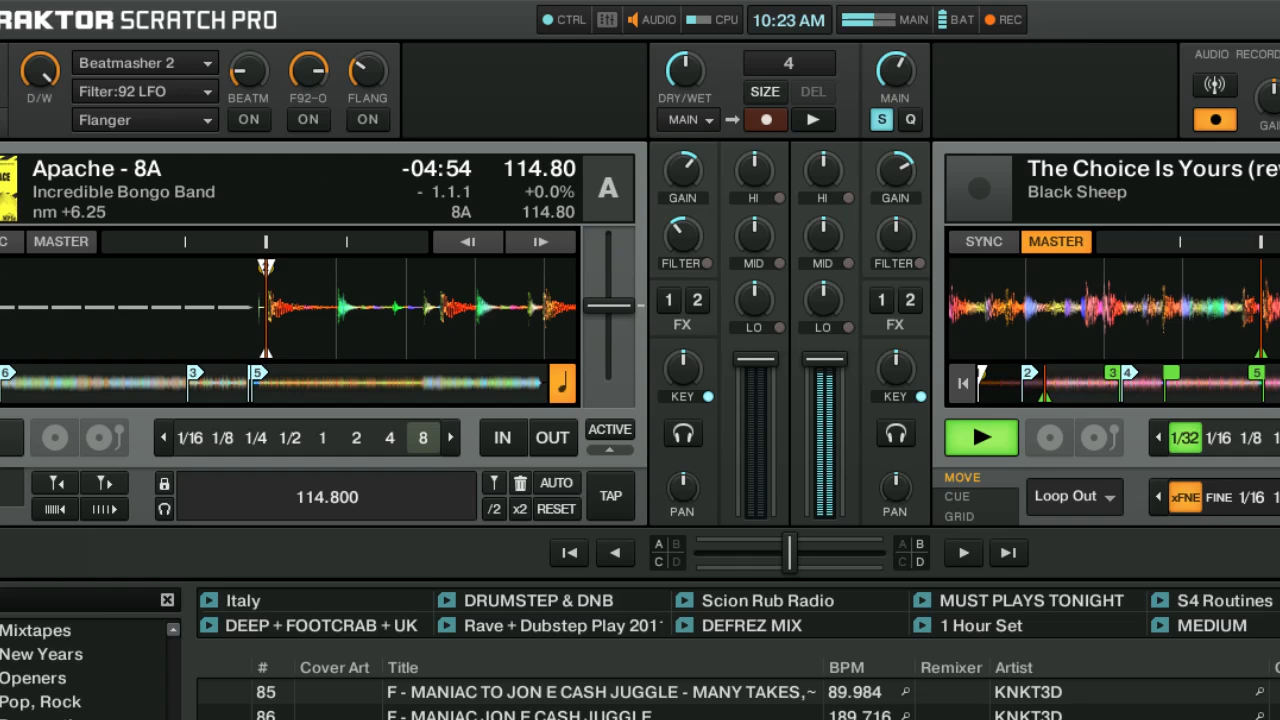 RAKTOR SCRATCH PRO
CTRL AUDIO CPU 10:23 AM MAIN BAT REC
D/W Beatmasher 2 BEATM F92-O FLANG
Filter:92 LFO
Flanger ON ON ON
DRY/WET 4 MAIN
SIZE DEL
MAIN S Q
AUDIO RECORD
GAI
Apache - 8A -04:54 114.80 A
Incredible Bongo Band - 1.1.1 +0.0%
nm +6.25 8A 114.80
C MASTER
6 3 5
1/16 1/8 1/4 1/2 1 2 4 8 IN OUT ACTIVE
114.800 AUTO TAP
/2 x2 RESET
GAIN HI HI GAIN
FILTER MID MID FILTER
1 2 1 2
FX LO LO FX
KEY KEY
PAN PAN
The Choice Is Yours (re
Black Sheep
SYNC MASTER
2 3 4 5
1/32 1/16 1/8
MOVE
CUE
GRID
Loop Out xFNE FINE 1/16
A B A B
C D C D
Italy DRUMSTEP & DNB Scion Rub Radio MUST PLAYS TONIGHT S4 Routines
DEEP + FOOTCRAB + UK Rave + Dubstep Play 201 DEFREZ MIX 1 Hour Set MEDIUM
Mixtapes
New Years
Openers
Pop, Rock
# Cover Art Title BPM Remixer Artist
85 F - MANIAC TO JON E CASH JUGGLE - MANY TAKES,~ 89.984 KNKT3D
86 F - MANIAC TO JON E CASH JUGGLE 189.716 KNKT3D